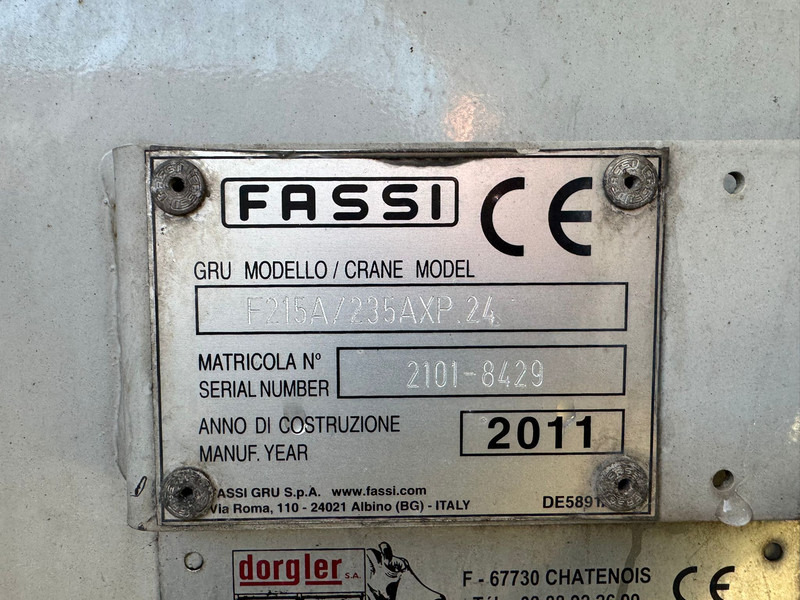 FASSI CE
GRU MODELLO / CRANE MODEL
F215A/235AXP.24
MATRICOLA N°
SERIAL NUMBER
2101-8429
ANNO DI COSTRUZIONE
MANUF. YEAR
2011
FASSI GRU S.p.A. www.fassi.com
Via Roma, 110 - 24021 Albino (BG) - ITALY
dorgler S.A.
F - 67730 CHATENOIS
CE